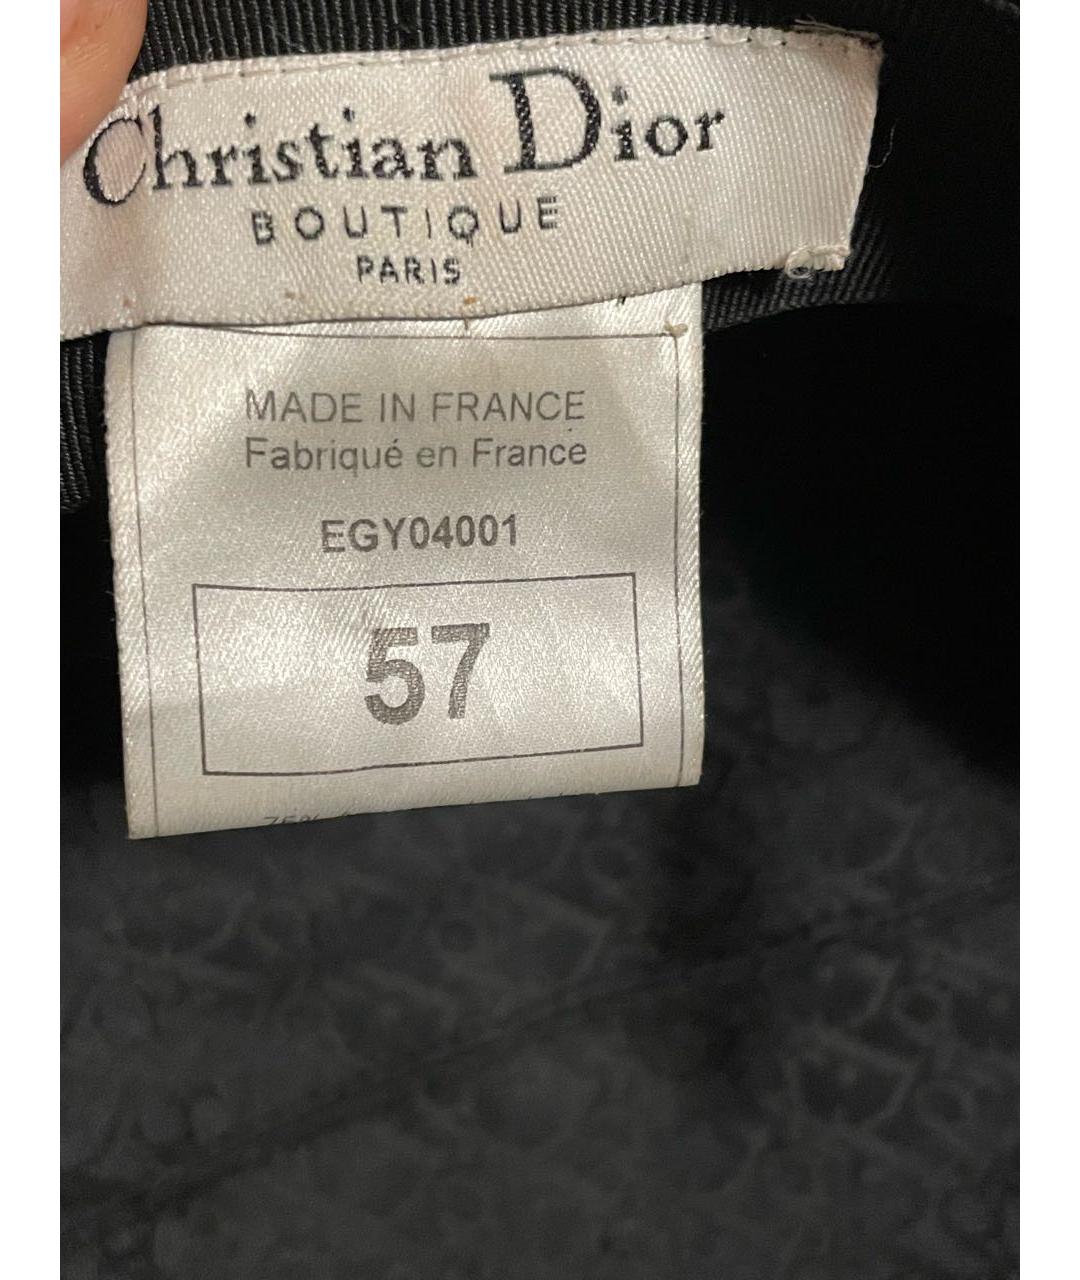 Christian Dior
BOUTIQUE
PARIS
MADE IN FRANCE
Fabriqué en France
EGY04001
57